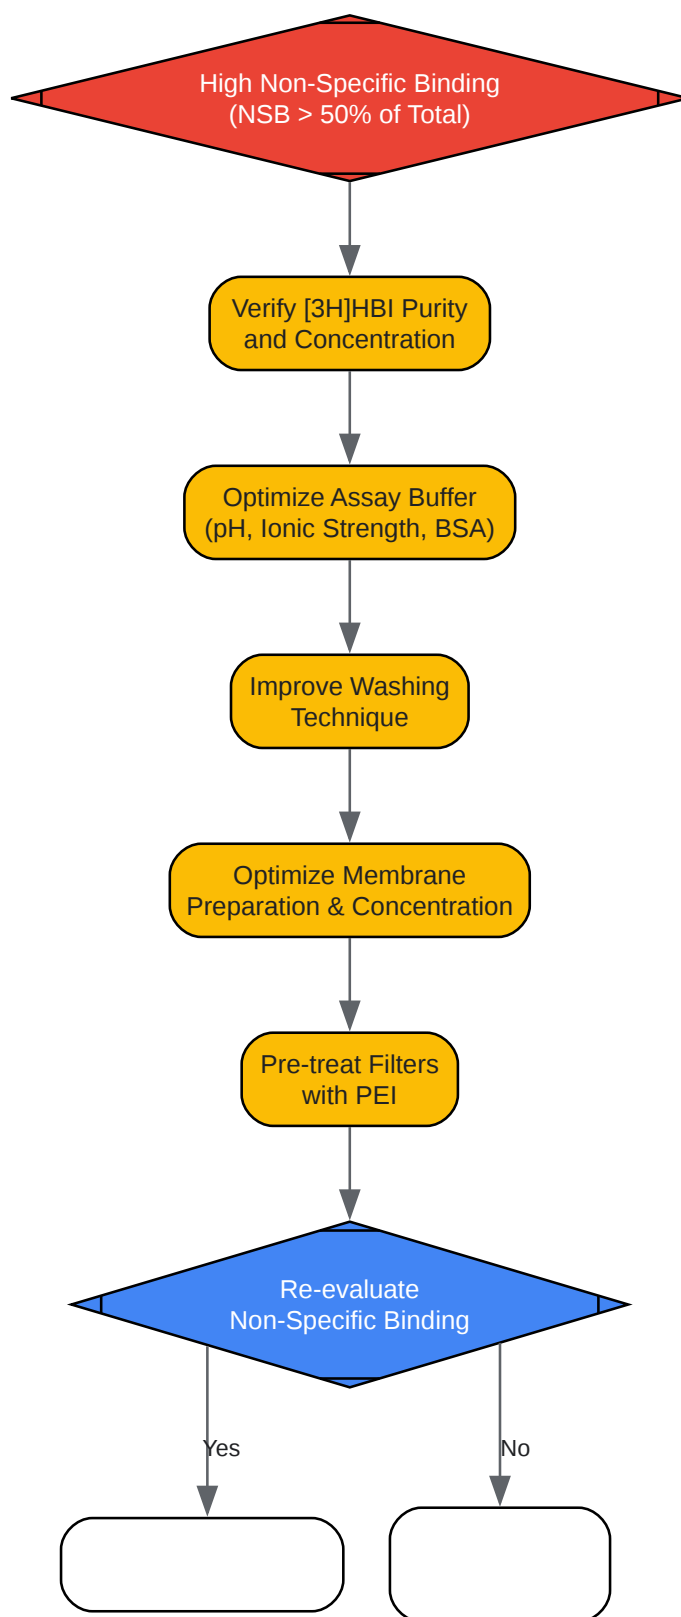 High Non-Specific Binding
(NSB > 50% of Total)
Verify [3H]HBI Purity
and Concentration
Optimize Assay Buffer
(pH, Ionic Strength, BSA)
Improve Washing
Technique
Optimize Membrane
Preparation & Concentration
Pre-treat Filters
with PEI
Re-evaluate
Non-Specific Binding
Yes
No